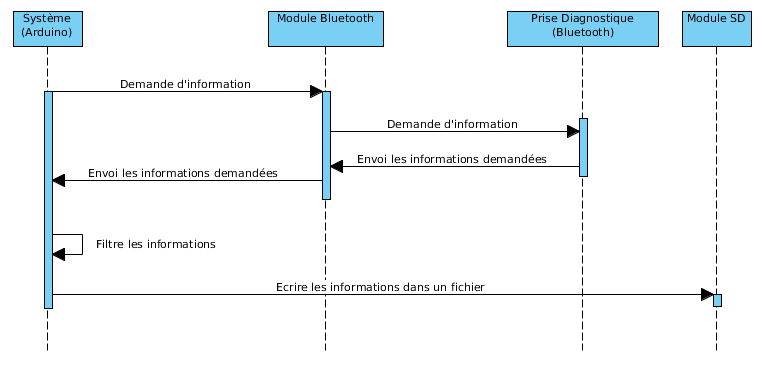 Système
(Arduino)
Module Bluetooth
Prise Diagnostique
(Bluetooth)
Module SD
Demande d'information
Demande d'information
Envoi les informations demandées
Envoi les informations demandées
Filtre les informations
Ecrire les informations dans un fichier